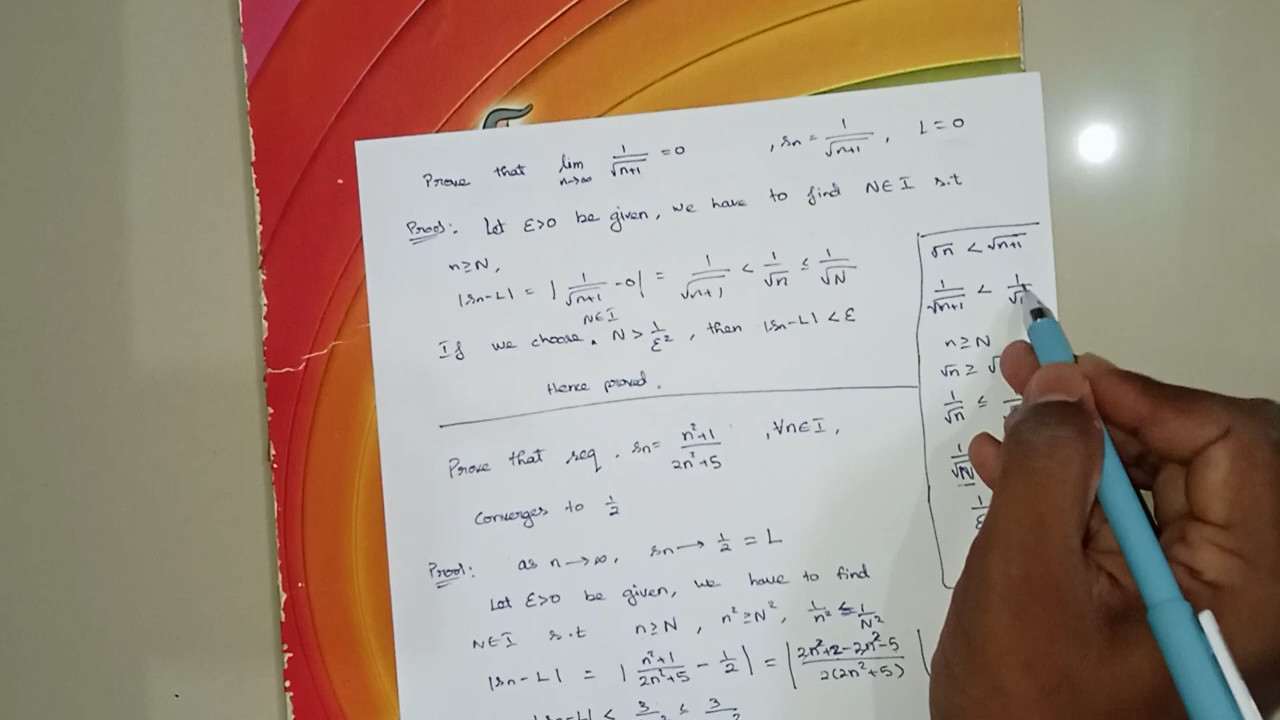 Prove that lim n→∞ 1/√n+1 = 0 , sn = 1/√n+1 , L = 0
Proof: Let ε>0 be given, we have to find N∈I s.t
n≥N,
|sn-L| = |1/√n+1 - 0| = 1/√n+1 < 1/√n ≤ 1/√N
N∈I
If we choose, N > 1/ε², then |sn-L| < ε
Hence proved.
√n < √n+1
1/√n+1 <
n ≥ N
√n ≥
1/√n ≤
1/√N
Prove that seq. sn = n²+1/2n²+5 , ∀n∈I,
Converges to 1/2
Proof: as n→∞, sn→ 1/2 = L
Let ε>0 be given, we have to find
N∈I s.t n≥N, n²≥N², 1/n² ≤ 1/N²
|sn-L| = |n²+1/2n²+5 - 1/2| = |2n²+2-2n²-5/2(2n²+5)|